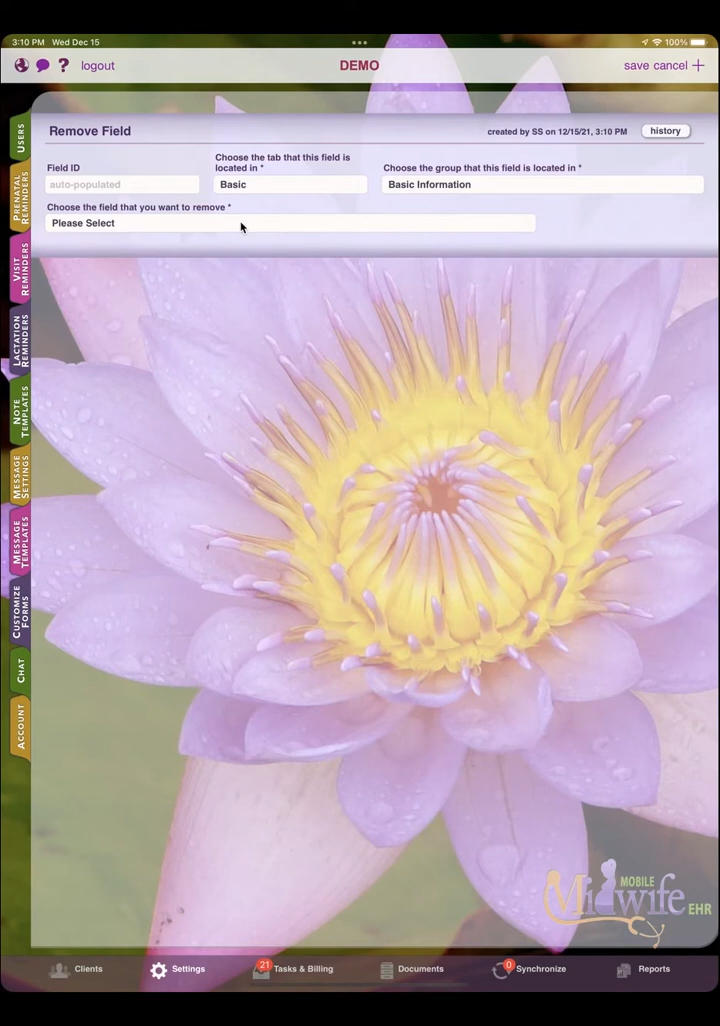 3:10 PM Wed Dec 15
100%
logout
DEMO
save cancel
Remove Field
created by SS on 12/15/21, 3:10 PM
history
Field ID
Choose the tab that this field is
located in *
Choose the group that this field is located in *
auto-populated
Basic
Basic Information
Choose the field that you want to remove *
Please Select
USERS
PRENATAL
REMINDERS
VISIT
REMINDERS
LACTATION
REMINDERS
NOTE
TEMPLATES
MESSAGE
SETTINGS
MESSAGE
TEMPLATES
CUSTOMIZE
FORMS
CHAT
ACCOUNT
MOBILE
Midwife EHR
Clients
Settings
21
Tasks & Billing
Documents
0
Synchronize
Reports